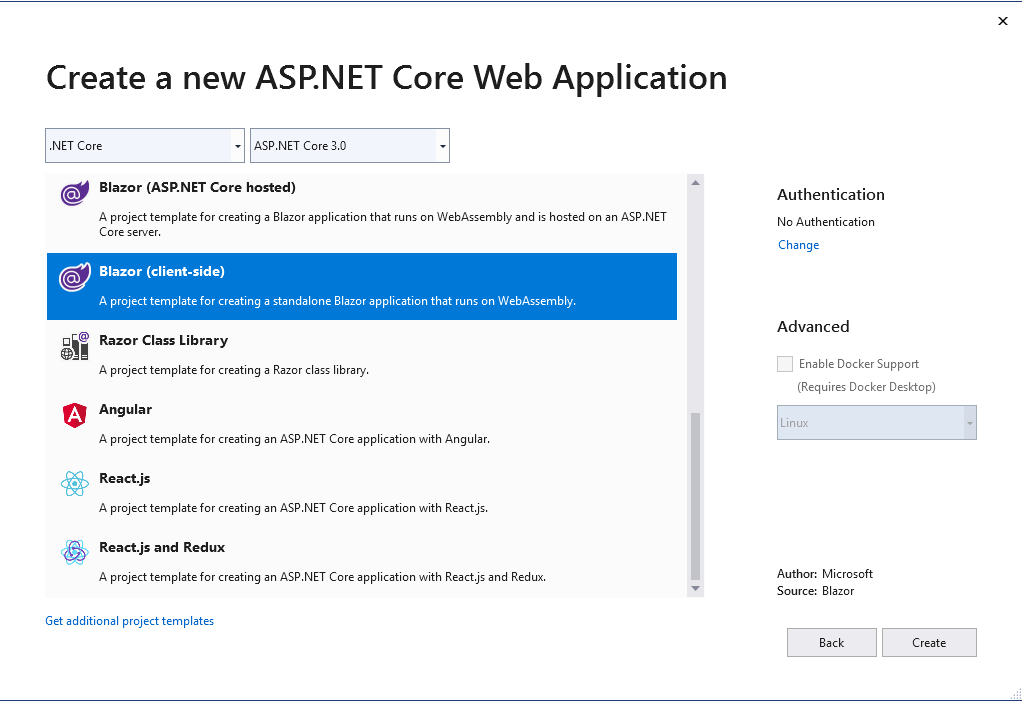 Create a new ASP.NET Core Web Application
.NET Core
ASP.NET Core 3.0
Blazor (ASP.NET Core hosted)
A project template for creating a Blazor application that runs on WebAssembly and is hosted on an ASP.NET
Core server.
Blazor (client-side)
A project template for creating a standalone Blazor application that runs on WebAssembly.
Razor Class Library
A project template for creating a Razor class library.
Angular
A project template for creating an ASP.NET Core application with Angular.
React.js
A project template for creating an ASP.NET Core application with React.js.
React.js and Redux
A project template for creating an ASP.NET Core application with React.js and Redux.
Get additional project templates
Authentication
No Authentication
Change
Advanced
Enable Docker Support
(Requires Docker Desktop)
Linux
Author: Microsoft
Source: Blazor
Back
Create